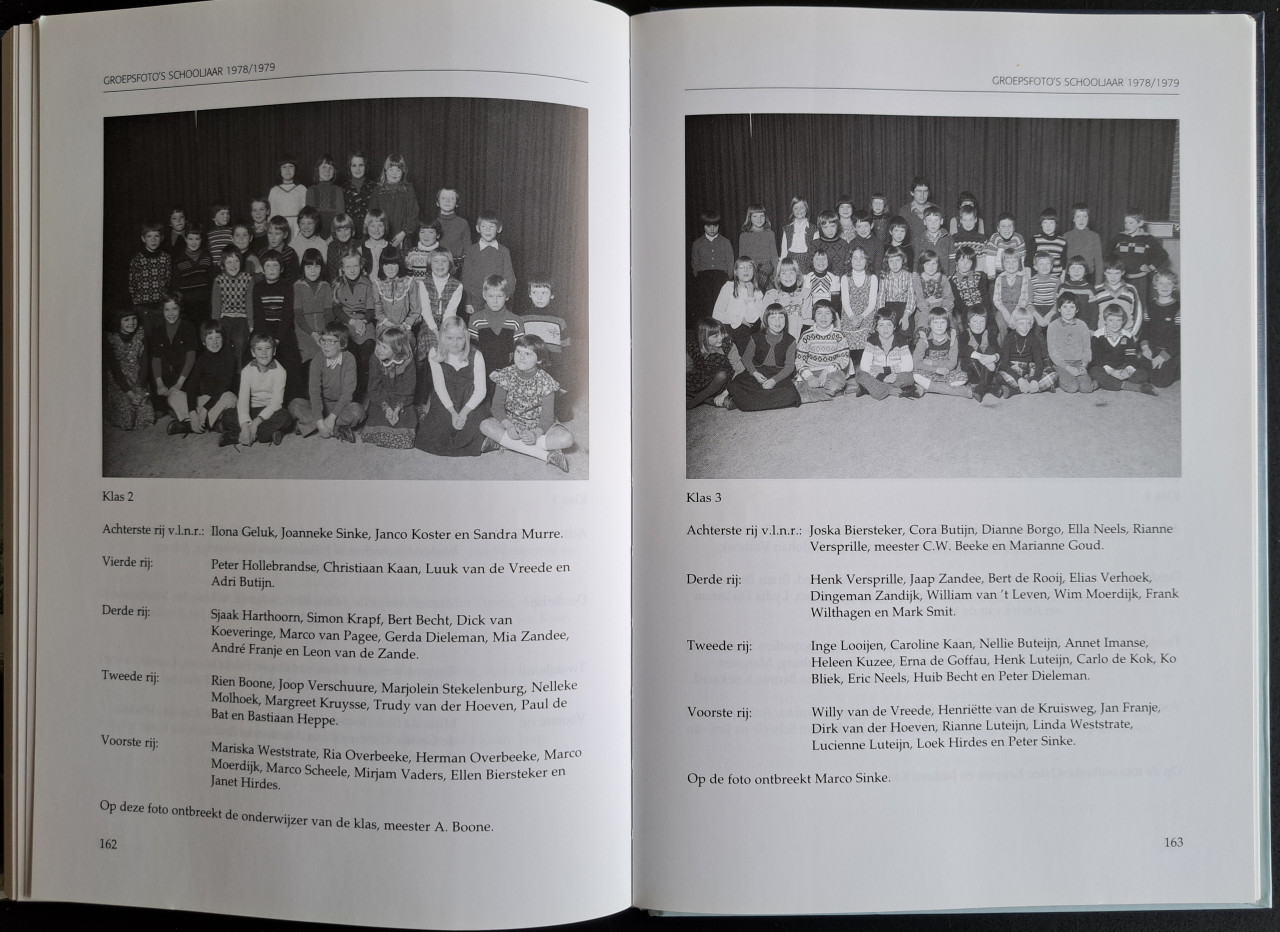 GROEPSFOTO'S SCHOOLJAAR 1978/1979
Klas 2
Achterste rij v.l.n.r.: Ilona Geluk, Joanneke Sinke, Janco Koster en Sandra Murre.
Vierde rij: Peter Hollebrandse, Christiaan Kaan, Luuk van de Vreede en
Adri Butijn.
Derde rij: Sjaak Harthoorn, Simon Krapf, Bert Becht, Dick van
Koeveringe, Marco van Pagee, Gerda Dieleman, Mia Zandee,
André Franje en Leon van de Zande.
Tweede rij: Rien Boone, Joop Verschuure, Marjolein Stekelenburg, Nelleke
Molhoek, Margreet Kruysse, Trudy van der Hoeven, Paul de
Bat en Bastiaan Heppe.
Voorste rij: Mariska Weststrate, Ria Overbeeke, Herman Overbeeke, Marco
Moerdijk, Marco Scheele, Mirjam Vaders, Ellen Biersteker en
Janet Hirdes.
Op deze foto ontbreekt de onderwijzer van de klas, meester A. Boone.
162
GROEPSFOTO'S SCHOOLJAAR 1978/1979
Klas 3
Achterste rij v.l.n.r.: Joska Biersteker, Cora Butijn, Dianne Borgo, Ella Neels, Rianne
Versprille, meester C.W. Beeke en Marianne Goud.
Derde rij: Henk Versprille, Jaap Zandee, Bert de Rooij, Elias Verhoek,
Dingeman Zandijk, William van 't Leven, Wim Moerdijk, Frank
Wilthagen en Mark Smit.
Tweede rij: Inge Looijen, Caroline Kaan, Nellie Buteijn, Annet Imanse,
Heleen Kuzee, Erna de Goffau, Henk Luteijn, Carlo de Kok, Ko
Bliek, Eric Neels, Huib Becht en Peter Dieleman.
Voorste rij: Willy van de Vreede, Henriëtte van de Kruisweg, Jan Franje,
Dirk van der Hoeven, Rianne Luteijn, Linda Weststrate,
Lucienne Luteijn, Loek Hirdes en Peter Sinke.
Op de foto ontbreekt Marco Sinke.
163